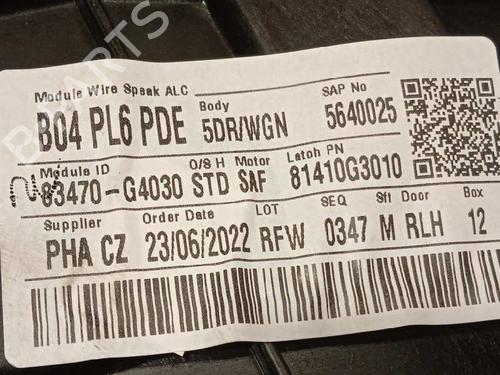 Module Wire Speak ALC Body SAP No
B04 PL6 PDE 5DR/WGN 5640025
Module ID O/S H Motor Latch PN
83470-G4030 STD SAF 81410G3010
Supplier Order Date LOT SEQ Sft Door Box
PHA CZ 23/06/2022 RFW 0347 M RLH 12